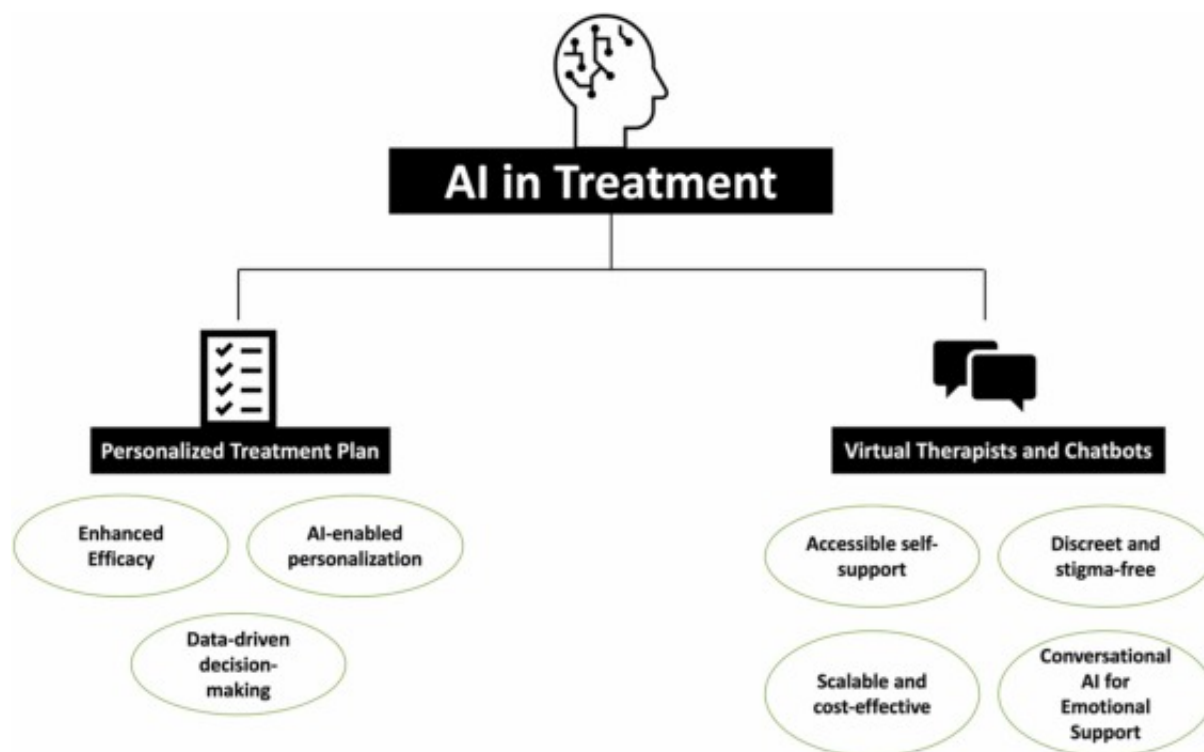 AI in Treatment
Personalized Treatment Plan
Enhanced
Efficacy
AI-enabled
personalization
Data-driven
decision-
making
Virtual Therapists and Chatbots
Accessible self-
support
Discreet and
stigma-free
Scalable and
cost-effective
Conversational
AI for
Emotional
Support